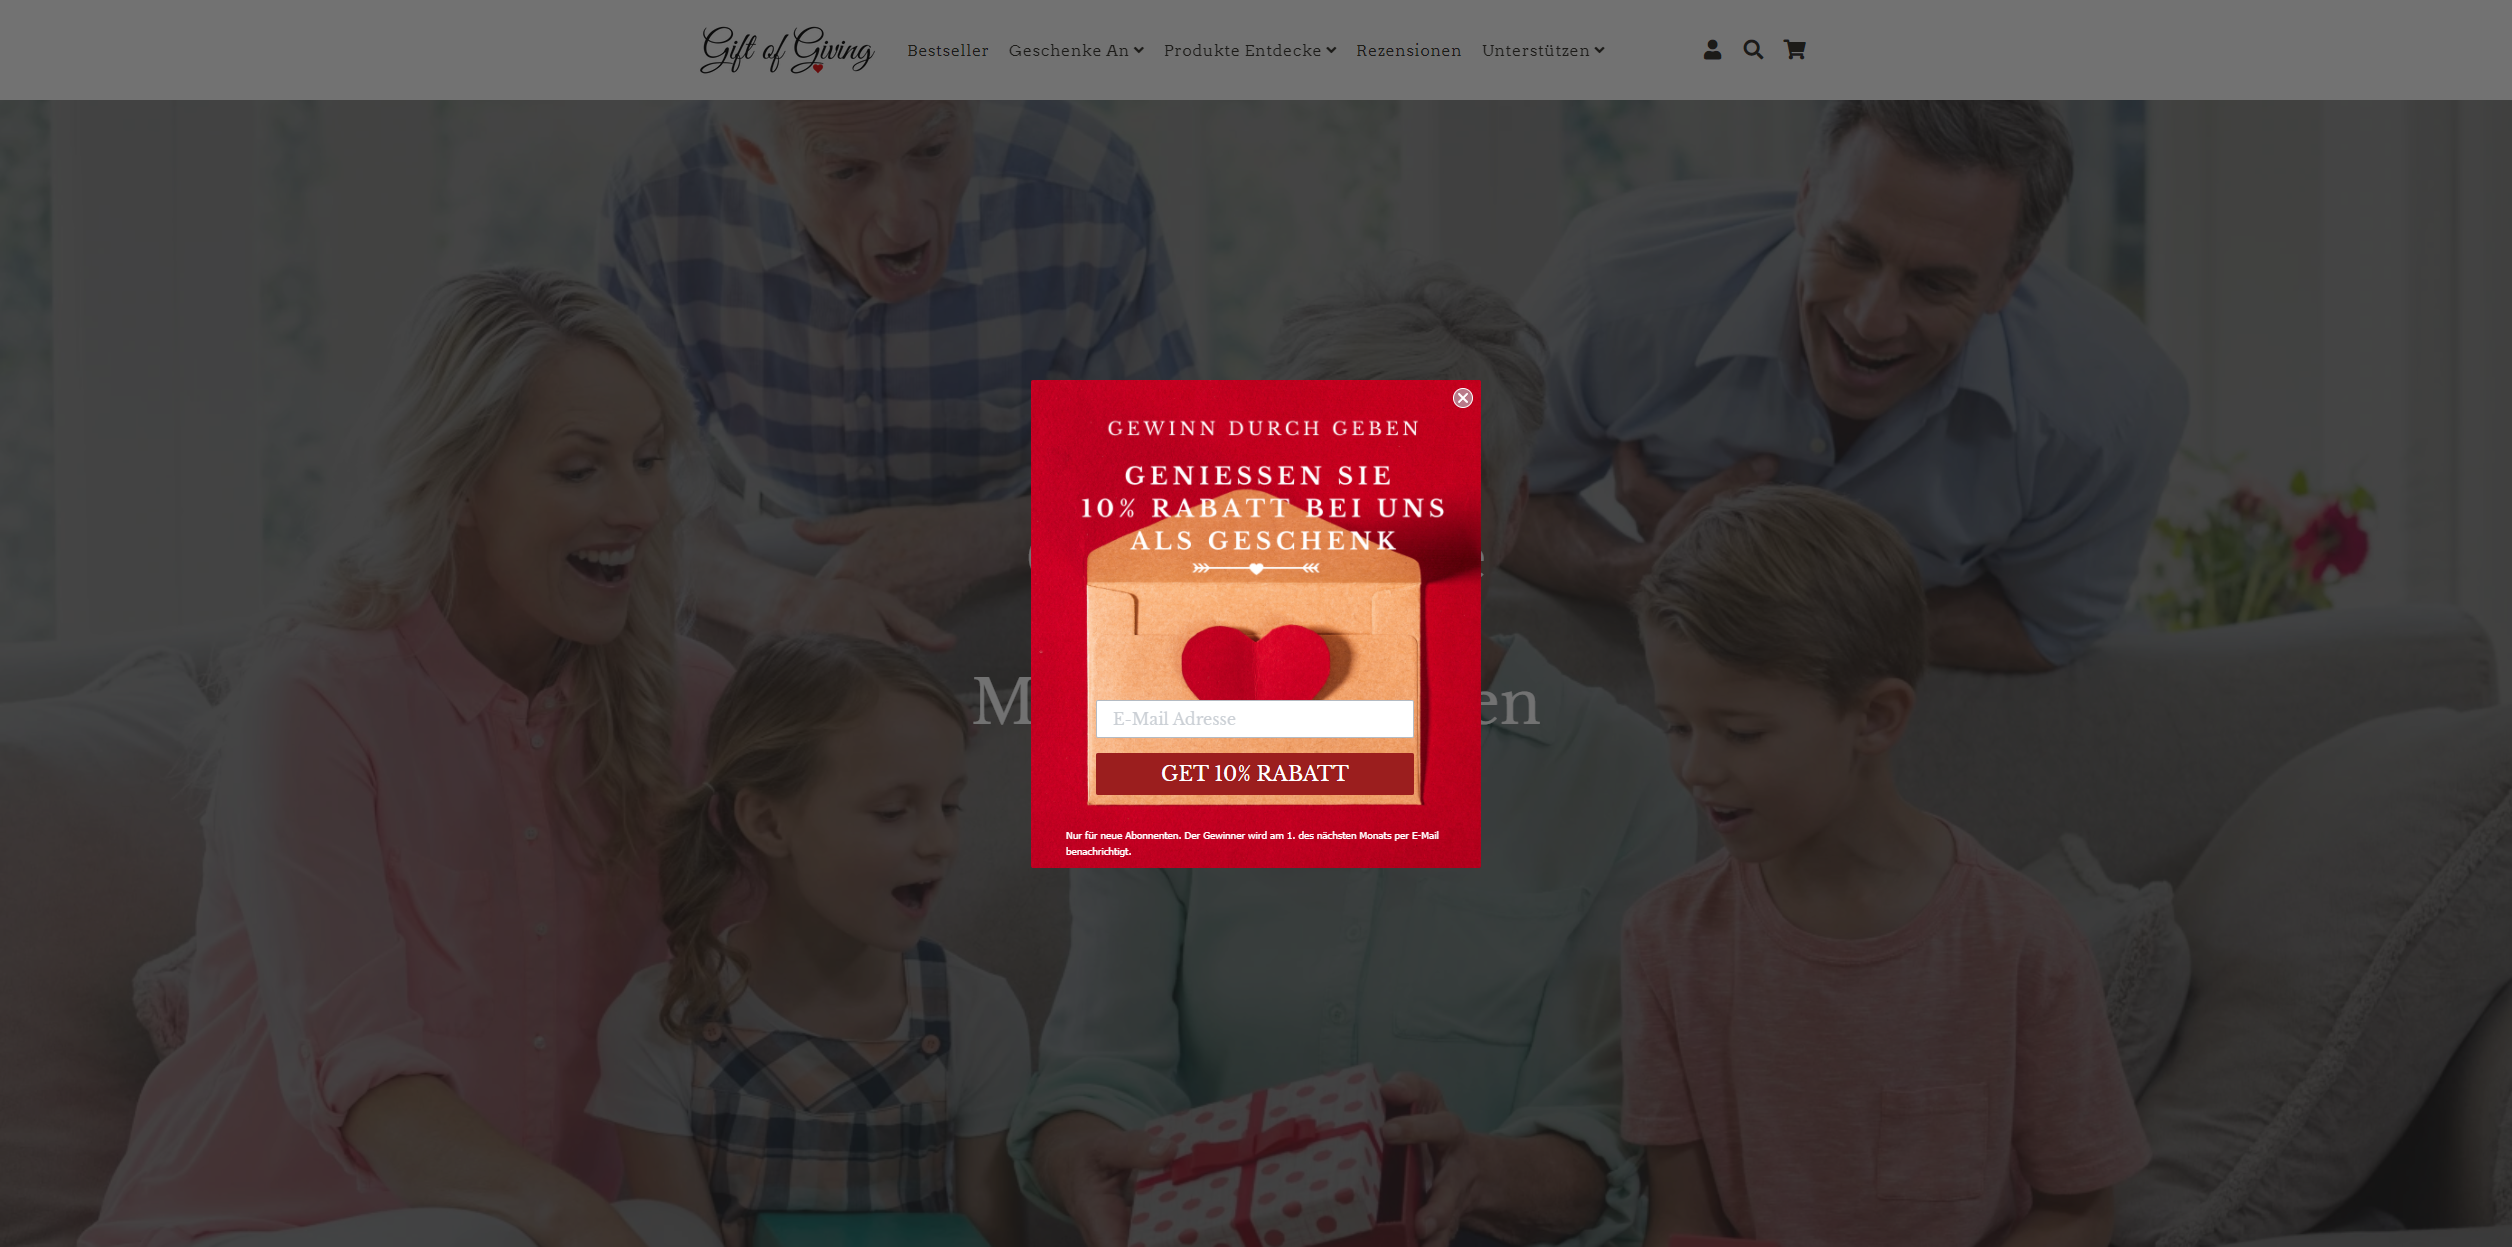 Gift of Giving
Bestseller
Geschenke An
Produkte Entdecke
Rezensionen
Unterstützen
GEWINN DURCH GEBEN
GENIESSEN SIE
10% RABATT BEI UNS
ALS GESCHENK
E-Mail Adresse
GET 10% RABATT
Nur für neue Abonnenten. Der Gewinner wird am 1. des nächsten Monats per E-Mail
benachrichtigt.